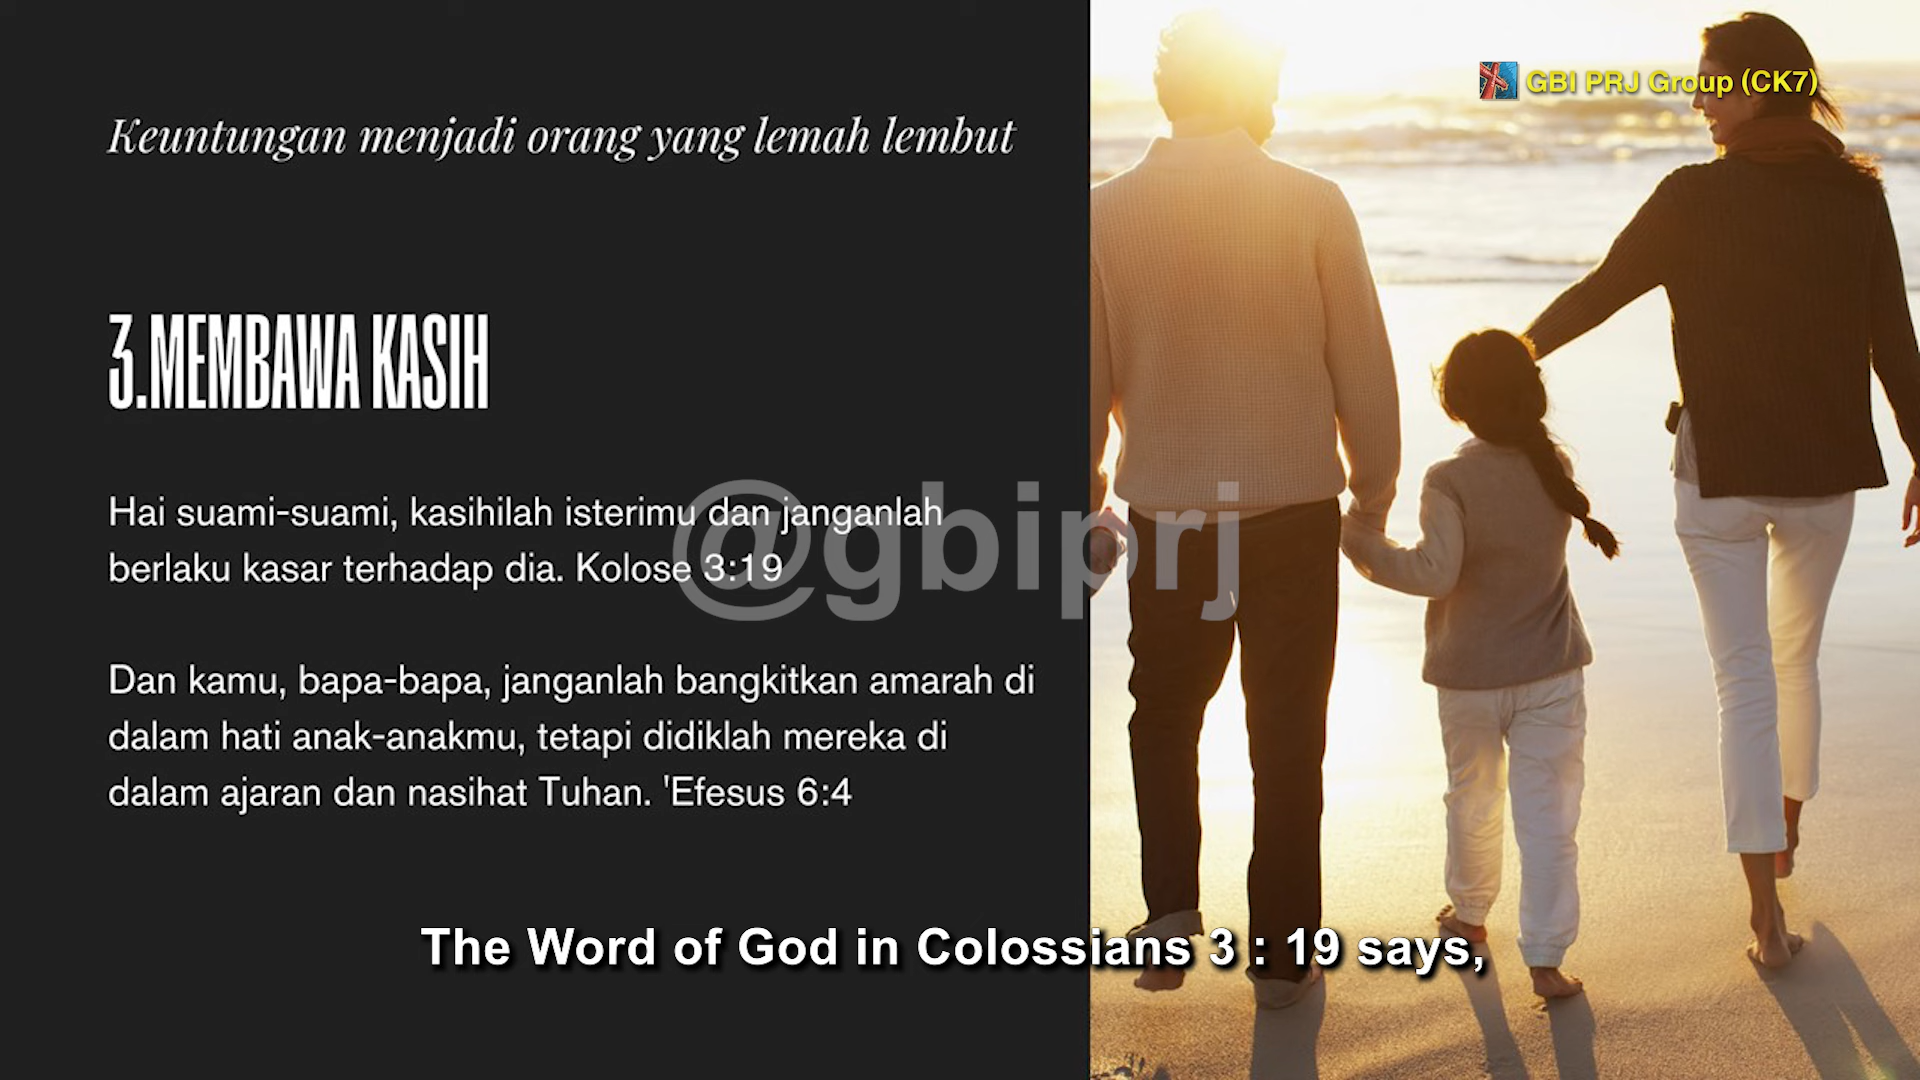 GBI PRJ Group (CK7)
Keuntungan menjadi orang yang lemah lembut
3.MEMBAWA KASIH
Hai suami-suami, kasihilah isterimu dan janganlah
berlaku kasar terhadap dia. Kolose 3:19
@gbiprj
Dan kamu, bapa-bapa, janganlah bangkitkan amarah di
dalam hati anak-anakmu, tetapi didiklah mereka di
dalam ajaran dan nasihat Tuhan. 'Efesus 6:4
The Word of God in Colossians 3 : 19 says,